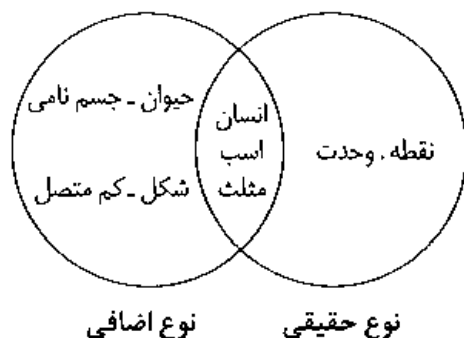 حیوان ـ جسم نامی
شکل ـ کم متصل
انسان
اسب
مثلث
نقطه ، وحدت
نوع حقیقی
نوع اضافی